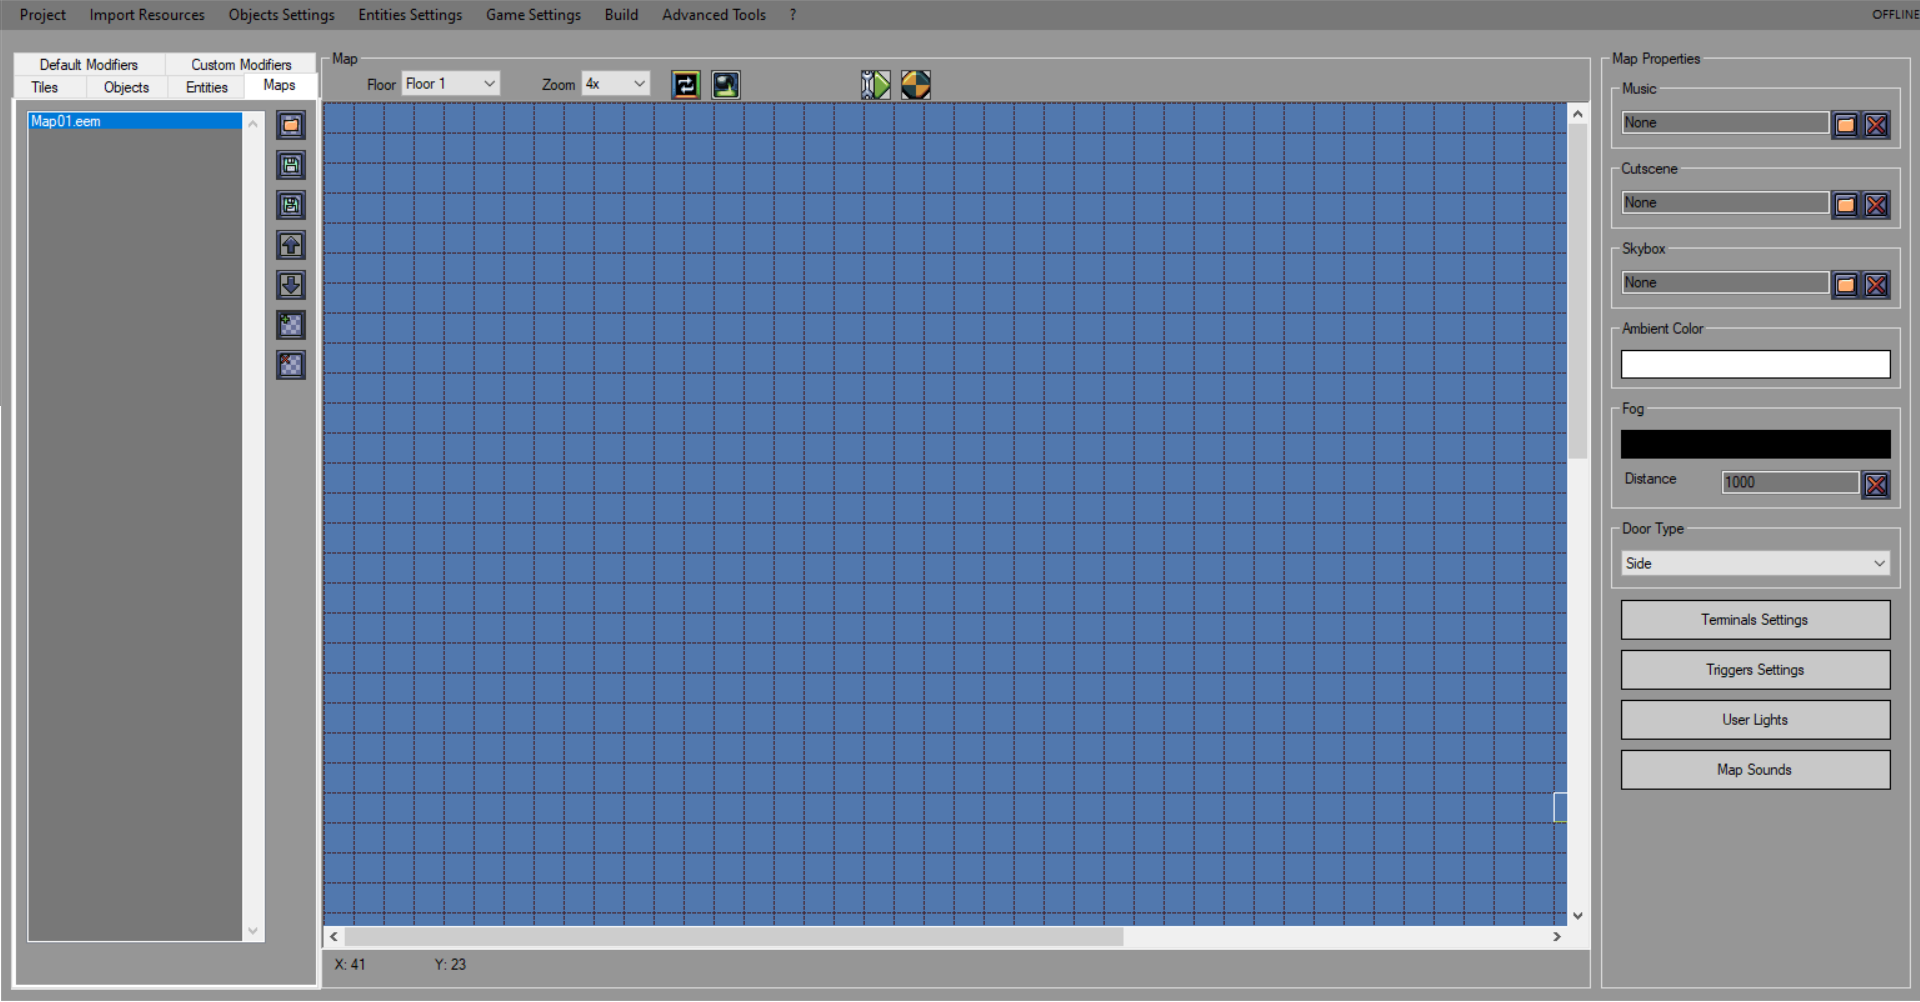 Project Import Resources Objects Settings Entities Settings Game Settings Build Advanced Tools ? OFFLINE
Default Modifiers Custom Modifiers
Tiles Objects Entities Maps
Map01.eem
Map
Floor Floor 1 Zoom 4x
X: 41 Y: 23
Map Properties
Music
None
Cutscene
None
Skybox
None
Ambient Color
Fog
Distance 1000
Door Type
Side
Terminals Settings
Triggers Settings
User Lights
Map Sounds